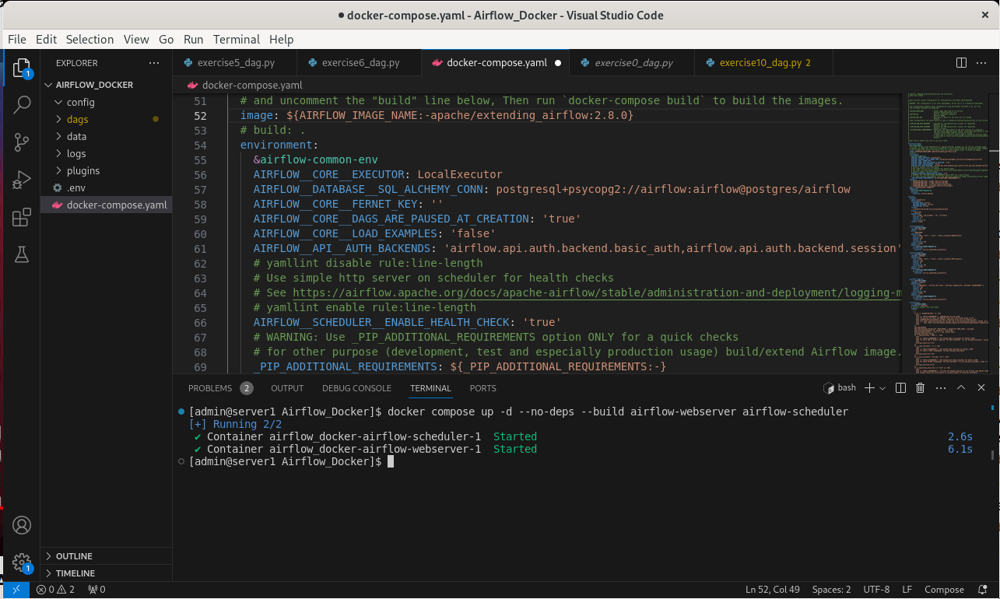 ● docker-compose.yaml - Airflow_Docker - Visual Studio Code
File Edit Selection View Go Run Terminal Help
EXPLORER
exercise5_dag.py exercise6_dag.py docker-compose.yaml exercise0_dag.py exercise10_dag.py 2
1
AIRFLOW_DOCKER
config
dags
data
logs
plugins
.env
docker-compose.yaml
docker-compose.yaml
51 # and uncomment the "build" line below, Then run `docker-compose build` to build the images.
52 image: ${AIRFLOW_IMAGE_NAME:-apache/extending_airflow:2.8.0}
53 # build: .
54 environment:
55 &airflow-common-env
56 AIRFLOW__CORE__EXECUTOR: LocalExecutor
57 AIRFLOW__DATABASE__SQL_ALCHEMY_CONN: postgresql+psycopg2://airflow:airflow@postgres/airflow
58 AIRFLOW__CORE__FERNET_KEY: ''
59 AIRFLOW__CORE__DAGS_ARE_PAUSED_AT_CREATION: 'true'
60 AIRFLOW__CORE__LOAD_EXAMPLES: 'false'
61 AIRFLOW__API__AUTH_BACKENDS: 'airflow.api.auth.backend.basic_auth,airflow.api.auth.backend.session'
62 # yamllint disable rule:line-length
63 # Use simple http server on scheduler for health checks
64 # See https://airflow.apache.org/docs/apache-airflow/stable/administration-and-deployment/logging-m
65 # yamllint enable rule:line-length
66 AIRFLOW__SCHEDULER__ENABLE_HEALTH_CHECK: 'true'
67 # WARNING: Use _PIP_ADDITIONAL_REQUIREMENTS option ONLY for a quick checks
68 # for other purpose (development, test and especially production usage) build/extend Airflow image.
69 _PIP_ADDITIONAL_REQUIREMENTS: ${_PIP_ADDITIONAL_REQUIREMENTS:-}
PROBLEMS 2 OUTPUT DEBUG CONSOLE TERMINAL PORTS bash
[admin@server1 Airflow_Docker]$ docker compose up -d --no-deps --build airflow-webserver airflow-scheduler
[+] Running 2/2
✔ Container airflow_docker-airflow-scheduler-1 Started 2.6s
✔ Container airflow_docker-airflow-webserver-1 Started 6.1s
[admin@server1 Airflow_Docker]$
OUTLINE
1
TIMELINE
0 2 0 Ln 52, Col 49 Spaces: 2 UTF-8 LF Compose